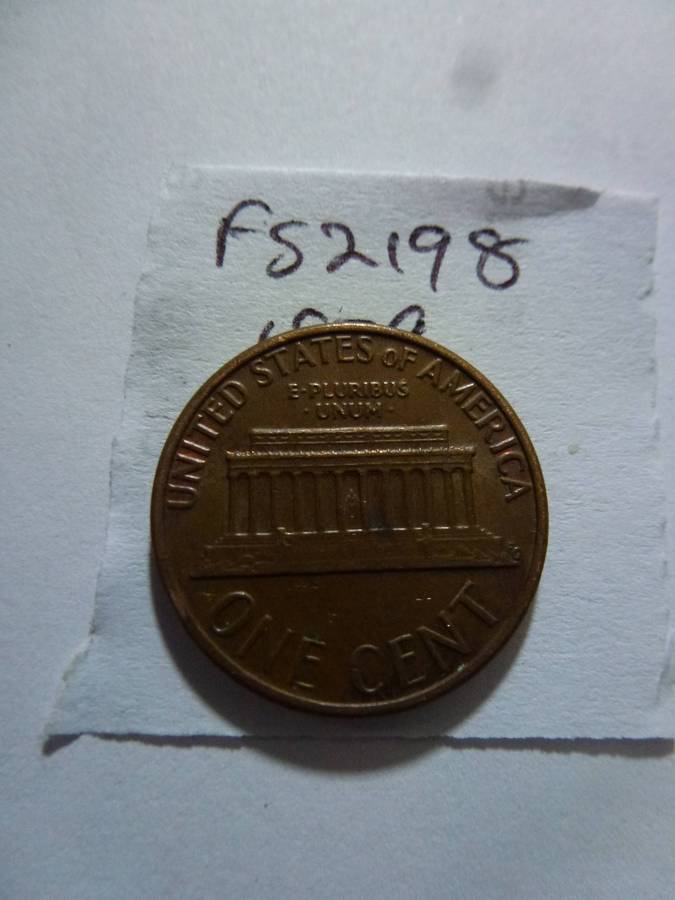 FS2198
UNITED STATES OF AMERICA
E·PLURIBUS
·UNUM·
ONE CENT